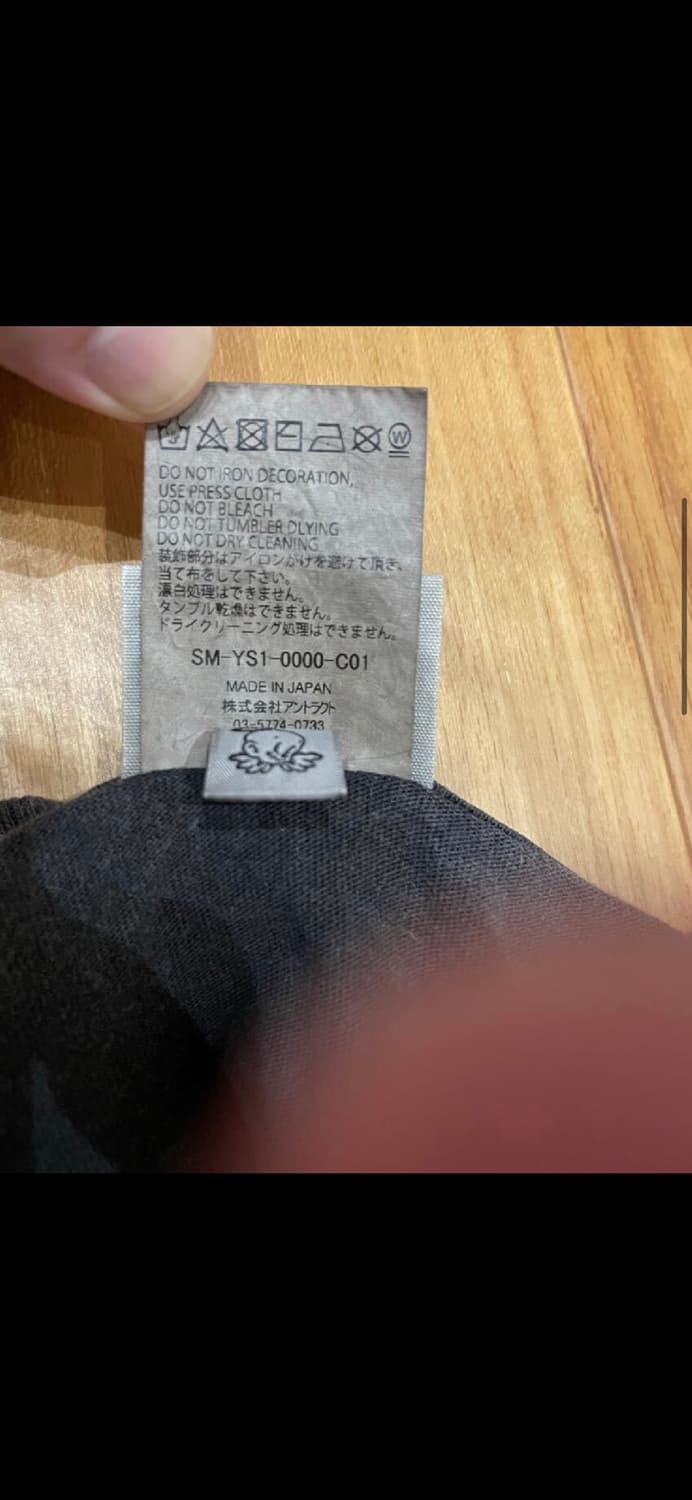 W
DO NOT IRON DECORATION,
USE PRESS CLOTH
DO NOT BLEACH
DO NOT TUMBLER DLYING
DO NOT DRY CLEANING
装飾部分はアイロンがけを避けて頂き、
当て布をして下さい。
漂白処理はできません。
タンブル乾燥はできません。
ドライクリーニング処理はできません。
SM-YS1-0000-C01
MADE IN JAPAN
株式会社アントラクト
03-5774-0733